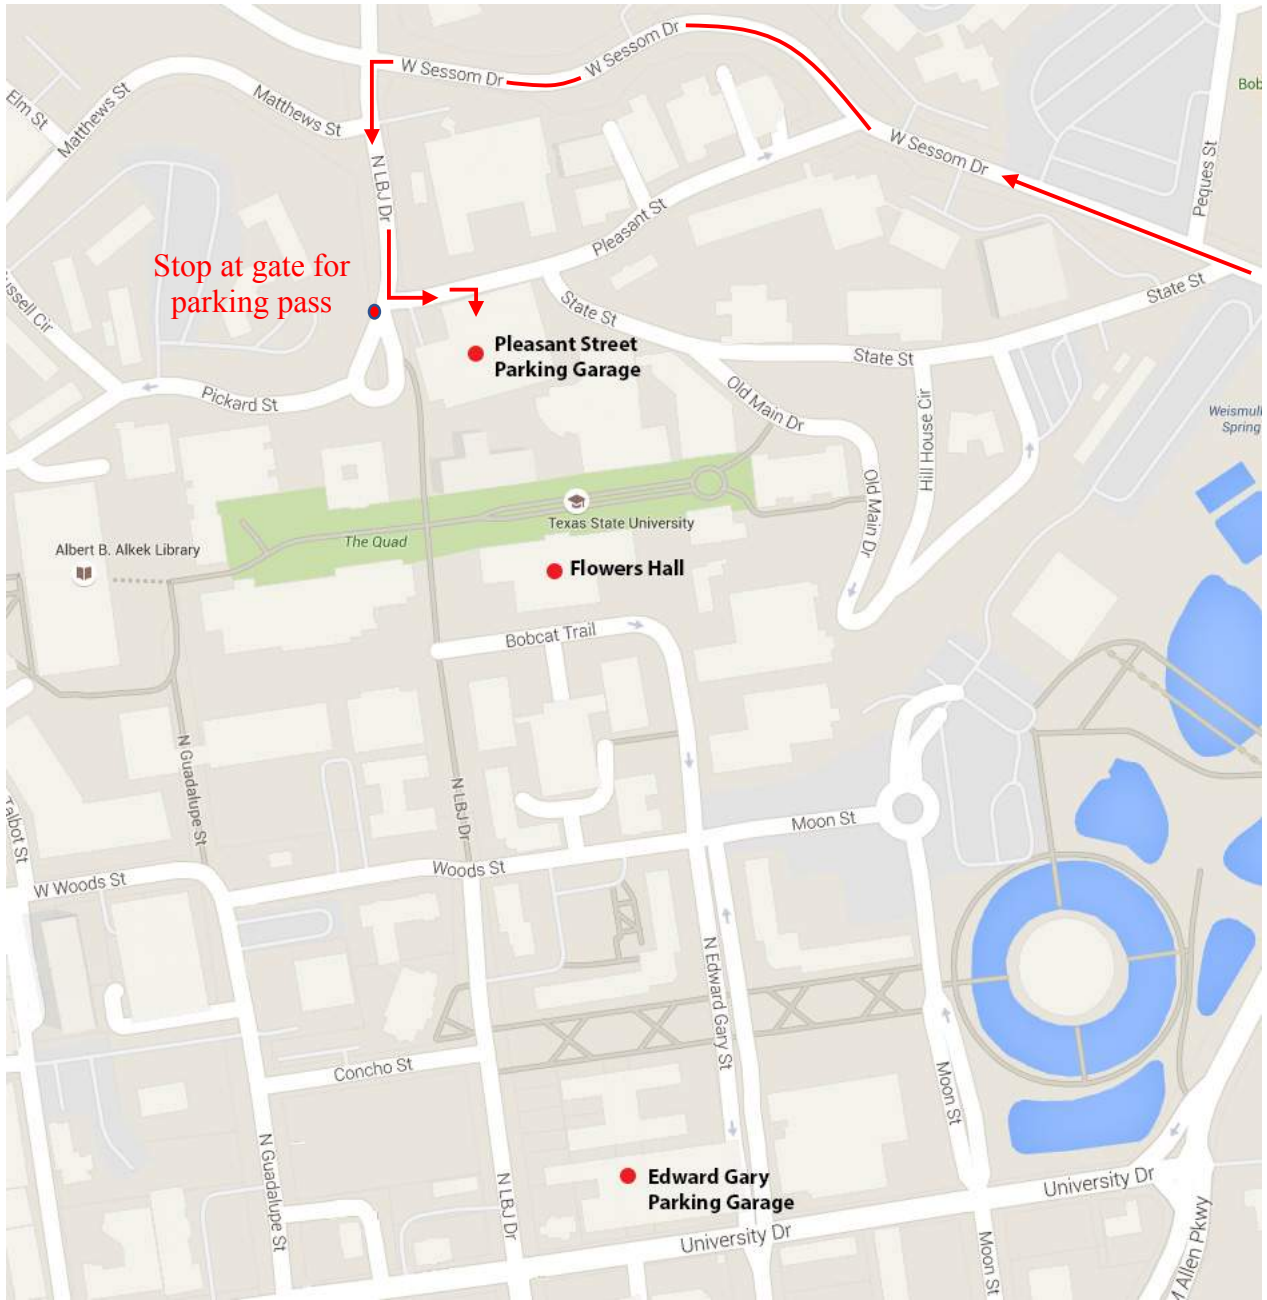 W Sessom Dr
W Sessom Dr
W Sessom Dr
Elm St
Matthews St
Matthews St
N LBJ Dr
Peques St
Pleasant St
Stop at gate for
parking pass
State St
State St
State St
Pleasant Street
Parking Garage
Pickard St
Old Main Dr
Hill House Cir
Old Main Dr
Spring
Texas State University
The Quad
Albert B. Alkek Library
Flowers Hall
Bobcat Trail
N Guadalupe St
N LBJ Dr
Talbot St
Moon St
Woods St
W Woods St
N Edward Gary St
Concho St
Moon St
N Guadalupe St
N LBJ Dr
Edward Gary
Parking Garage
University Dr
University Dr
Moon St
Allen Pkwy